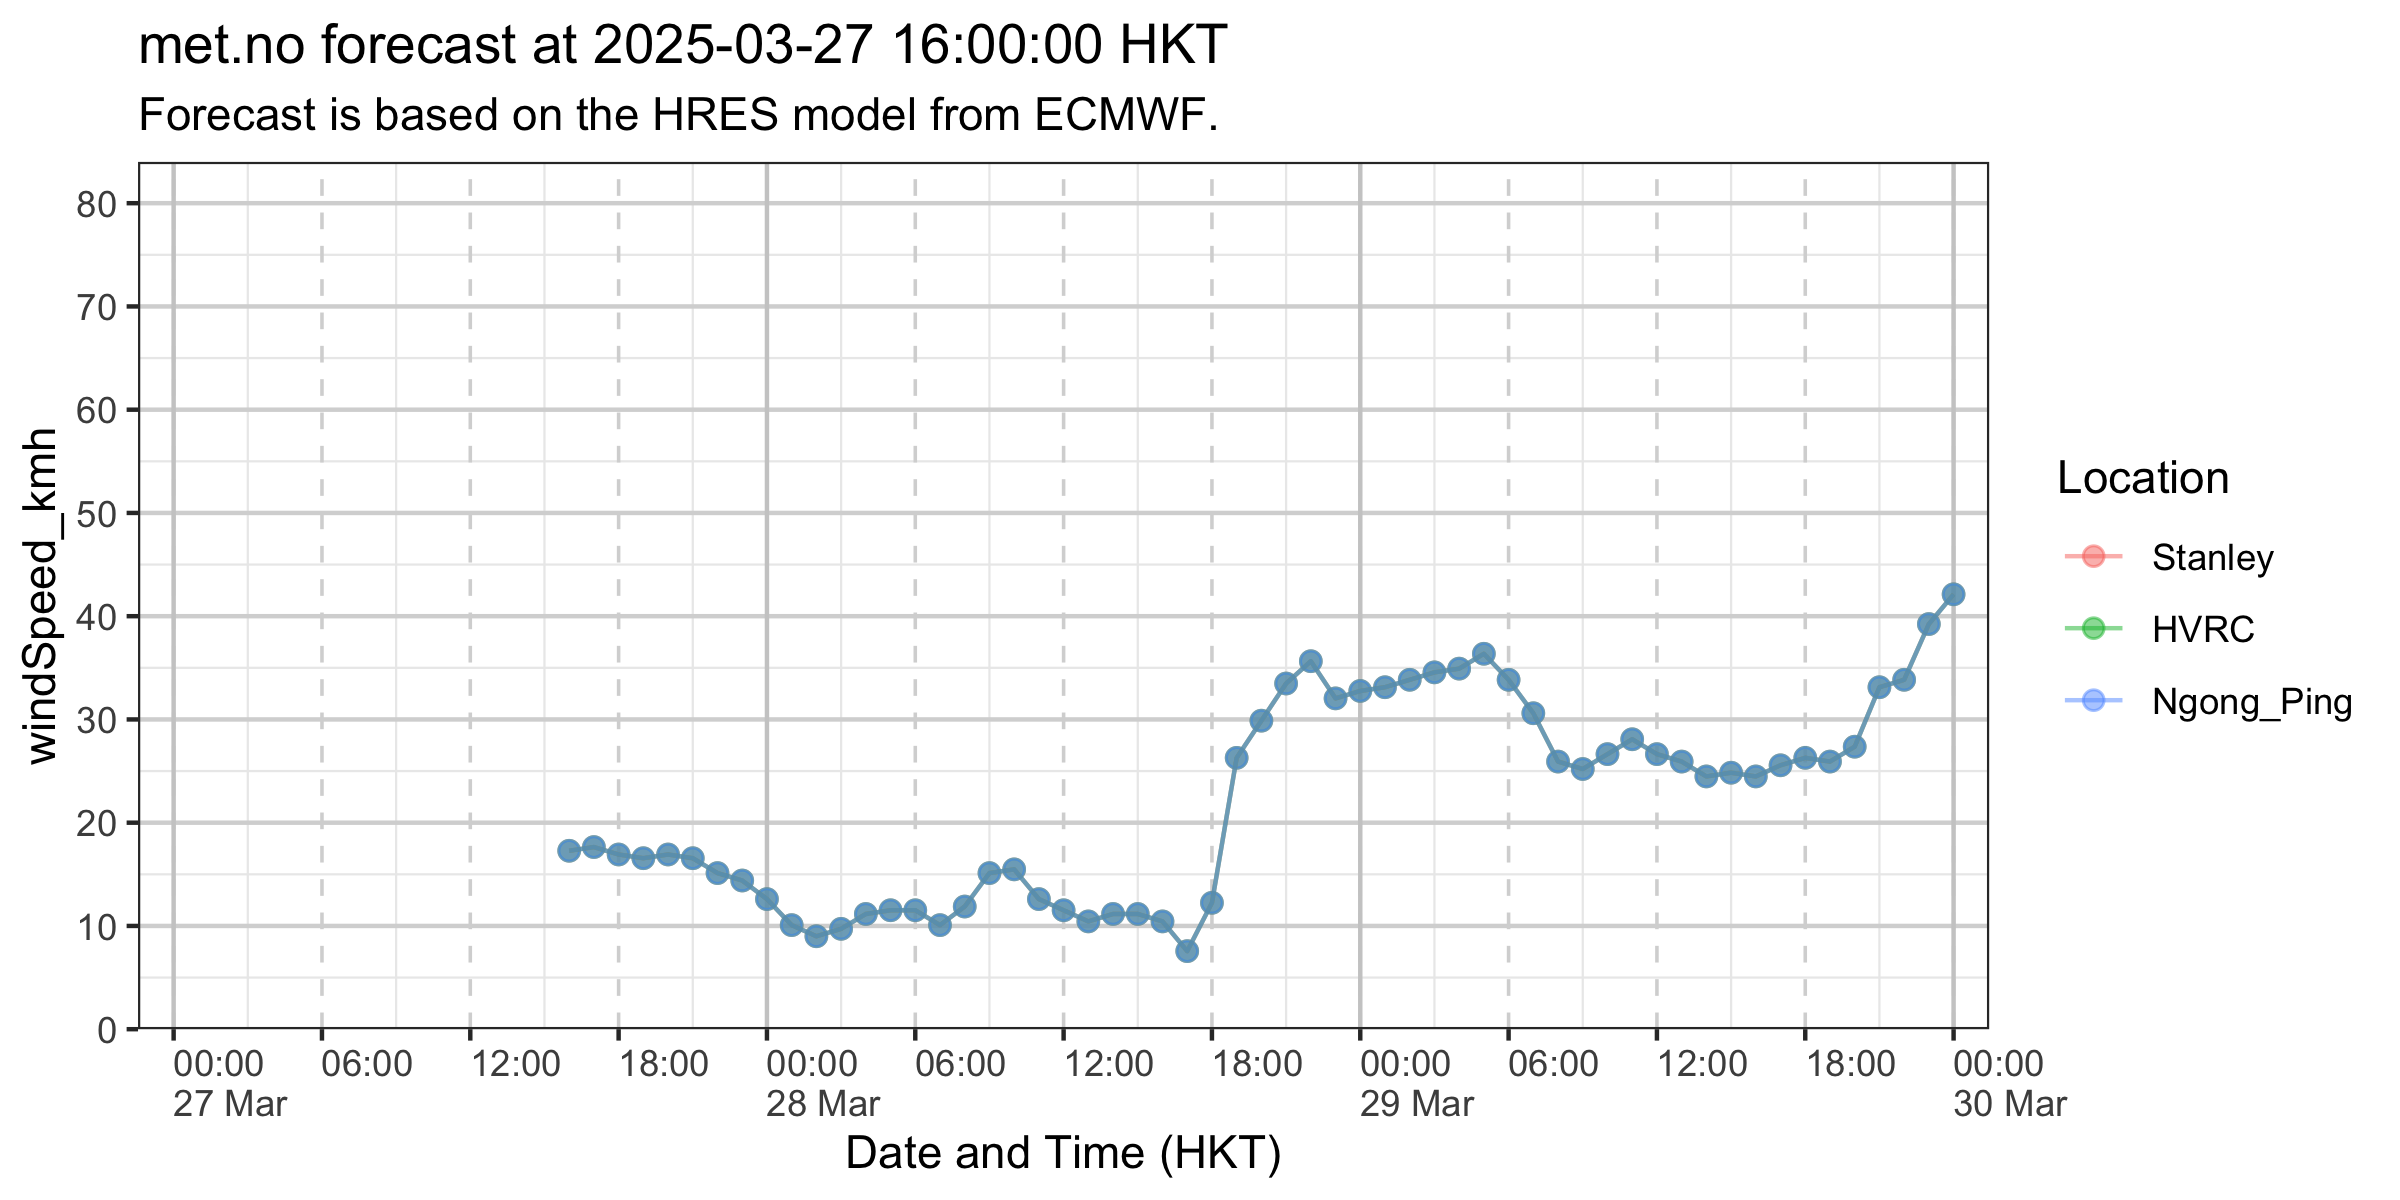 met.no forecast at 2025-03-27 16:00:00 HKT
Forecast is based on the HRES model from ECMWF.
windSpeed_kmh
80
70
60
50
40
30
20
10
0
00:00 06:00 12:00 18:00 00:00 06:00 12:00 18:00 00:00 06:00 12:00 18:00 00:00
27 Mar 28 Mar 29 Mar 30 Mar
Date and Time (HKT)
Location
Stanley
HVRC
Ngong_Ping